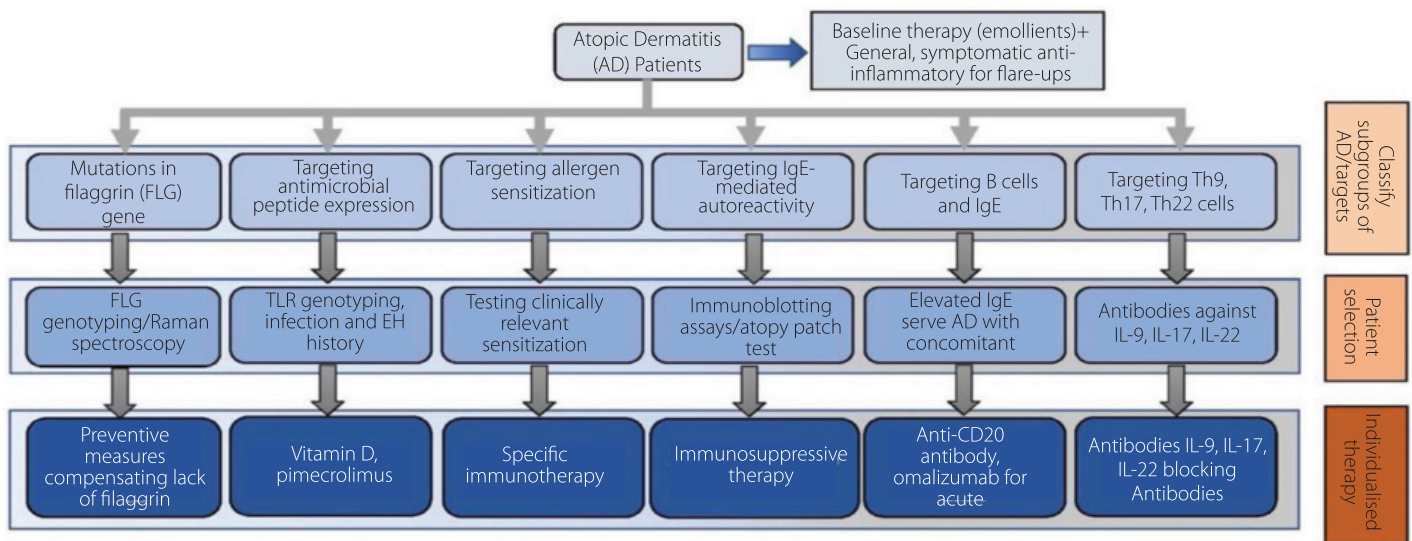 Atopic Dermatitis
(AD) Patients
Baseline therapy (emollients)+
General, symptomatic anti-
inflammatory for flare-ups
Mutations in
filaggrin (FLG)
gene
Targeting
antimicrobial
peptide expression
Targeting allergen
sensitization
Targeting IgE-
mediated
autoreactivity
Targeting B cells
and IgE
Targeting Th9,
Th17, Th22 cells
Classify
subgroups of
AD/targets
FLG
genotyping/Raman
spectroscopy
TLR genotyping,
infection and EH
history
Testing clinically
relevant
sensitization
Immunoblotting
assays/atopy patch
test
Elevated IgE
serve AD with
concomitant
Antibodies against
IL-9, IL-17, IL-22
Patient
selection
Preventive
measures
compensating lack
of filaggrin
Vitamin D,
pimecrolimus
Specific
immunotherapy
Immunosuppressive
therapy
Anti-CD20
antibody,
omalizumab for
acute
Antibodies IL-9, IL-17,
IL-22 blocking
Antibodies
Individualised
therapy